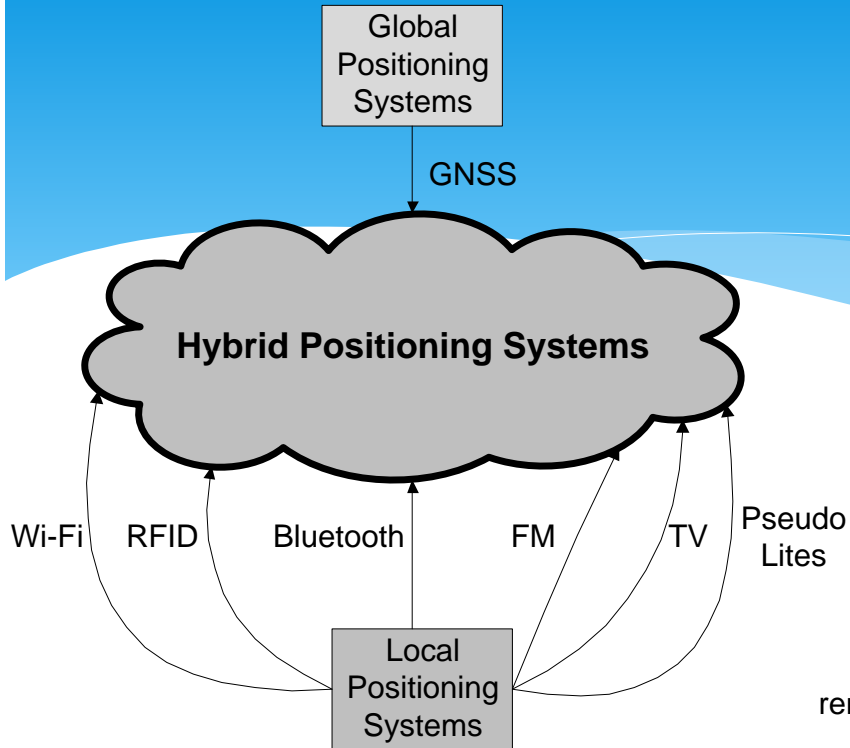 Global
Positioning
Systems
GNSS
Hybrid Positioning Systems
Wi-Fi RFID Bluetooth FM TV Pseudo
Lites
Local
Positioning
Systems